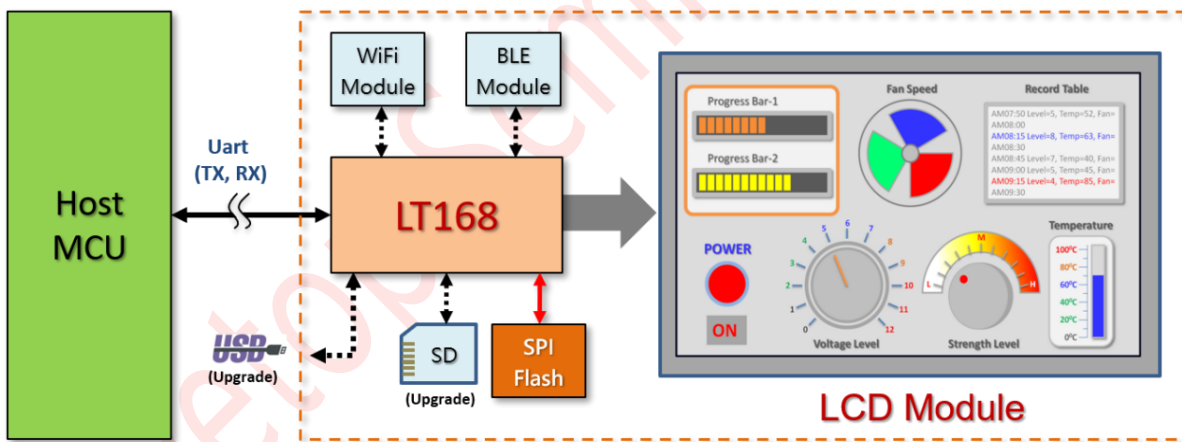 Host
MCU
Uart
(TX, RX)
WiFi
Module
BLE
Module
LT168
USB
(Upgrade)
SD
(Upgrade)
SPI
Flash
Progress Bar-1
Progress Bar-2
Fan Speed
Record Table
AM07:50 Level=5, Temp=52, Fan=
AM08:00
AM08:15 Level=8, Temp=63, Fan=
AM08:30
AM08:45 Level=7, Temp=40, Fan=
AM09:00 Level=5, Temp=45, Fan=
AM09:15 Level=4, Temp=85, Fan=
AM09:30
POWER
ON
0
1
2
3
4
5
6
7
8
9
10
11
12
Voltage Level
L
M
H
Strength Level
Temperature
100°C
80°C
60°C
40°C
20°C
0°C
LCD Module